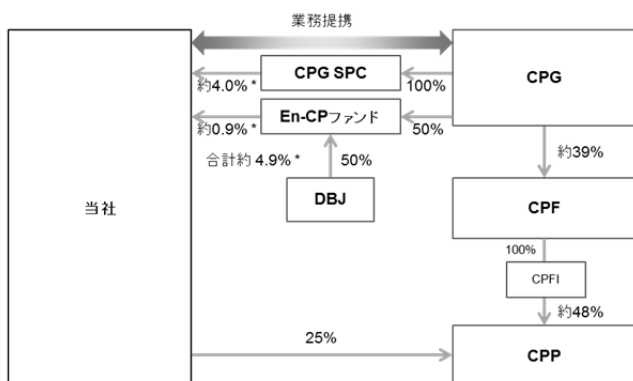 業務提携
CPG SPC
CPG
約4.0% *
100%
En-CPファンド
約0.9% *
50%
合計約 4.9% *
50%
約39%
DBJ
CPF
当社
100%
CPFI
約48%
25%
CPP